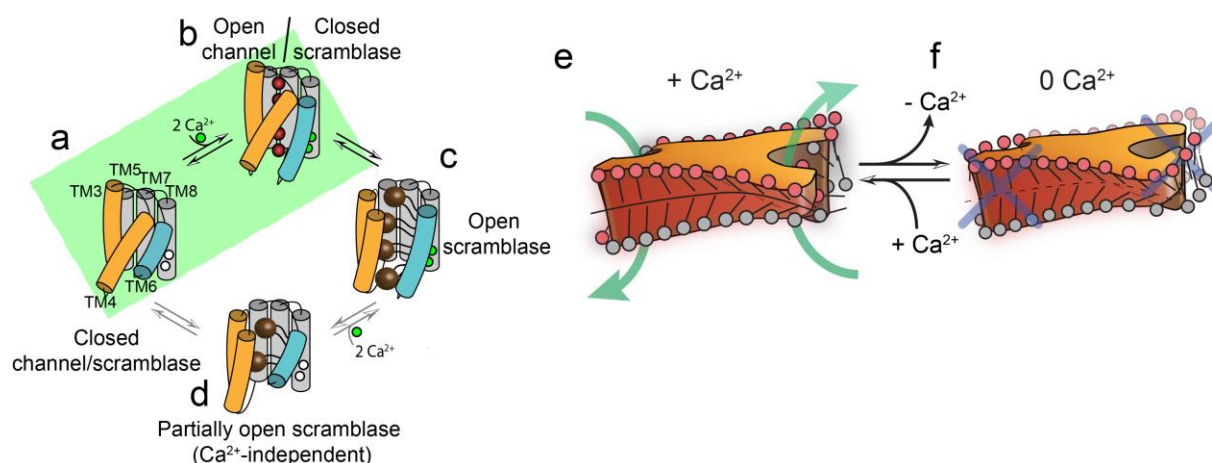 b
Open
channel
Closed
scramblase
2 Ca2+
a
TM5
TM7
TM3
TM8
TM6
TM4
c
Open
scramblase
Closed
channel/scramblase
2 Ca2+
d
Partially open scramblase
(Ca2+-independent)
e
+ Ca2+
f
0 Ca2+
- Ca2+
+ Ca2+